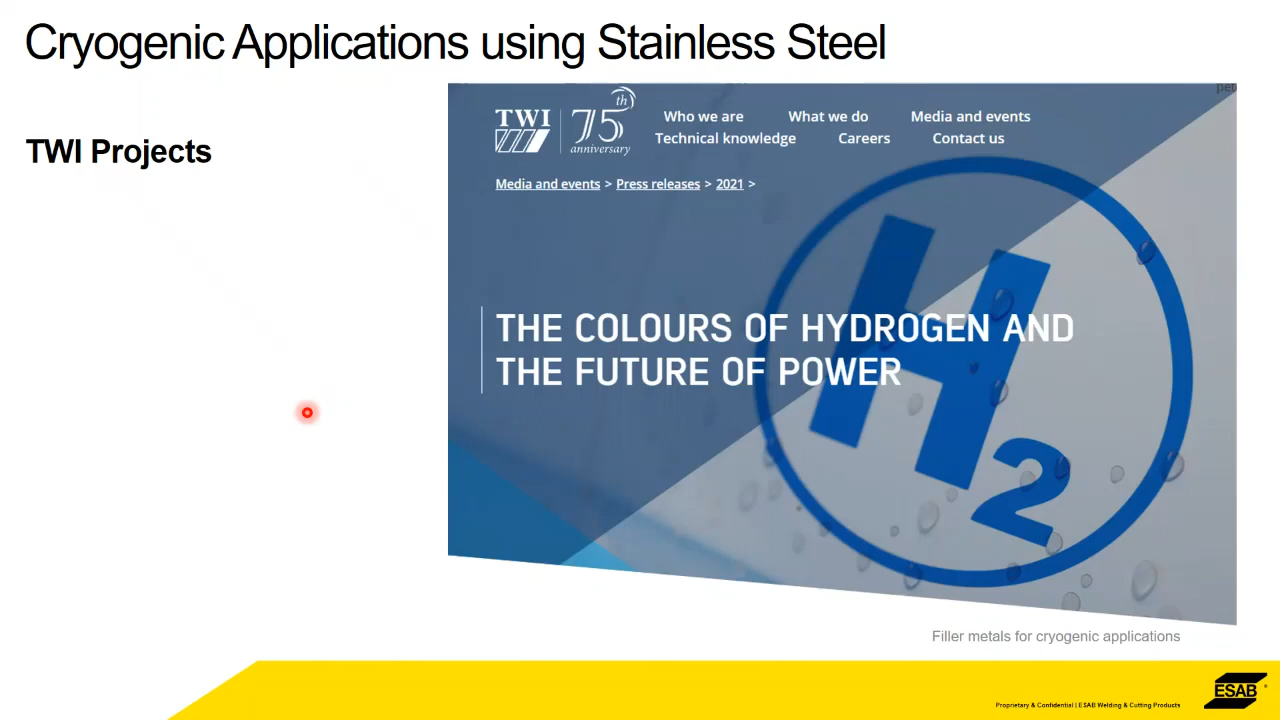 Cryogenic Applications using Stainless Steel
pet
TWI
75th
anniversary
Who we are What we do Media and events
Technical knowledge Careers Contact us
TWI Projects
Media and events > Press releases > 2021 >
THE COLOURS OF HYDROGEN AND
THE FUTURE OF POWER
H2
Filler metals for cryogenic applications
Proprietary & Confidential | ESAB Welding & Cutting Products
ESAB